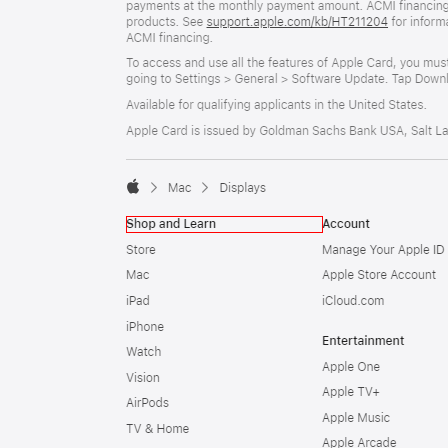 payments at the monthly payment amount. ACMI financing
products. See support.apple.com/kb/HT211204 for
ACMI financing.
To access and use all the features of Apple Card, you
going to Settings > General > Software Update. Tap
Available for qualifying applicants in the United States.
Apple Card is issued by Goldman Sachs Bank USA, Salt
Mac > Displays
Shop and Learn
Store
Mac
iPad
iPhone
Watch
Vision
AirPods
TV & Home
Account
Manage Your Apple ID
Apple Store Account
iCloud.com
Entertainment
Apple One
Apple TV+
Apple Music
Apple Arcade